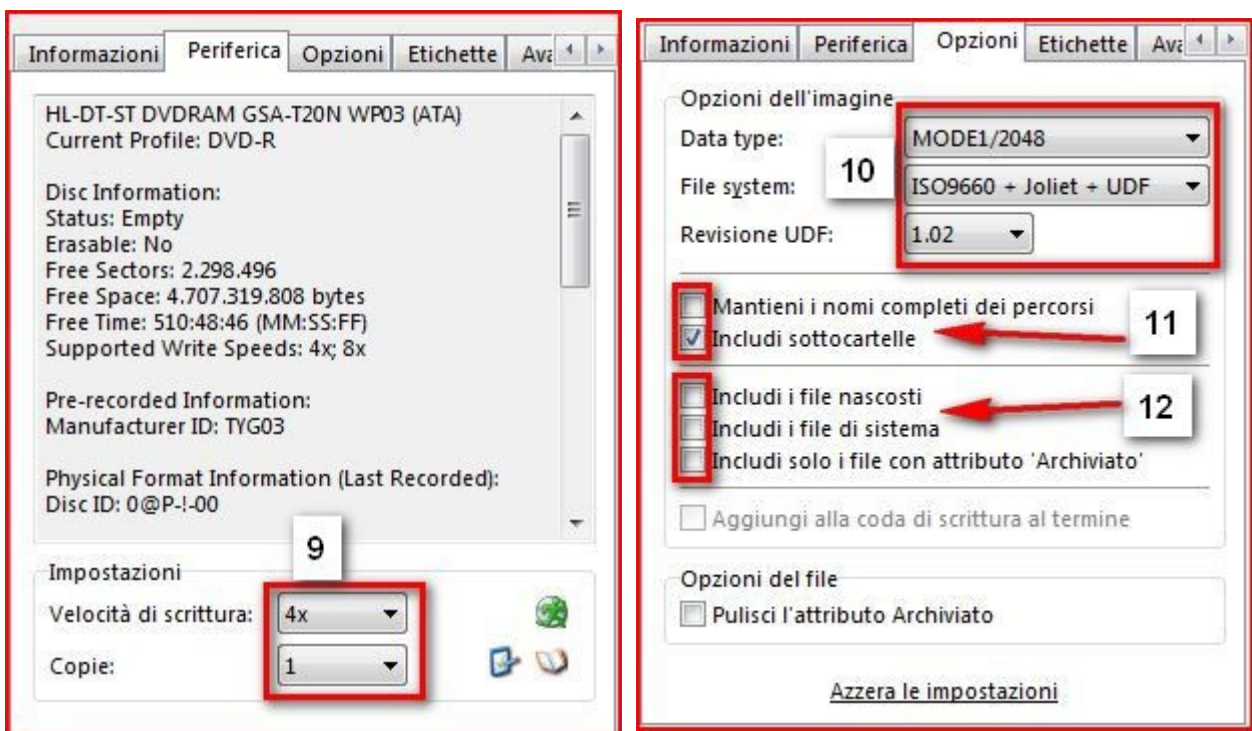 Informazioni Periferica Opzioni Etichette Ava
HL-DT-ST DVDRAM GSA-T20N WP03 (ATA)
Current Profile: DVD-R
Disc Information:
Status: Empty
Erasable: No
Free Sectors: 2.298.496
Free Space: 4.707.319.808 bytes
Free Time: 510:48:46 (MM:SS:FF)
Supported Write Speeds: 4x; 8x
Pre-recorded Information:
Manufacturer ID: TYG03
Physical Format Information (Last Recorded):
Disc ID: 0@P-!-00
9
Impostazioni
Velocità di scrittura: 4x
Copie: 1
Informazioni Periferica Opzioni Etichette Ava
Opzioni dell'imagine
Data type: MODE1/2048
10
File system: ISO9660 + Joliet + UDF
Revisione UDF: 1.02
Mantieni i nomi completi dei percorsi
11
Includi sottocartelle
Includi i file nascosti
12
Includi i file di sistema
Includi solo i file con attributo 'Archiviato'
Aggiungi alla coda di scrittura al termine
Opzioni del file
Pulisci l'attributo Archiviato
Azzera le impostazioni